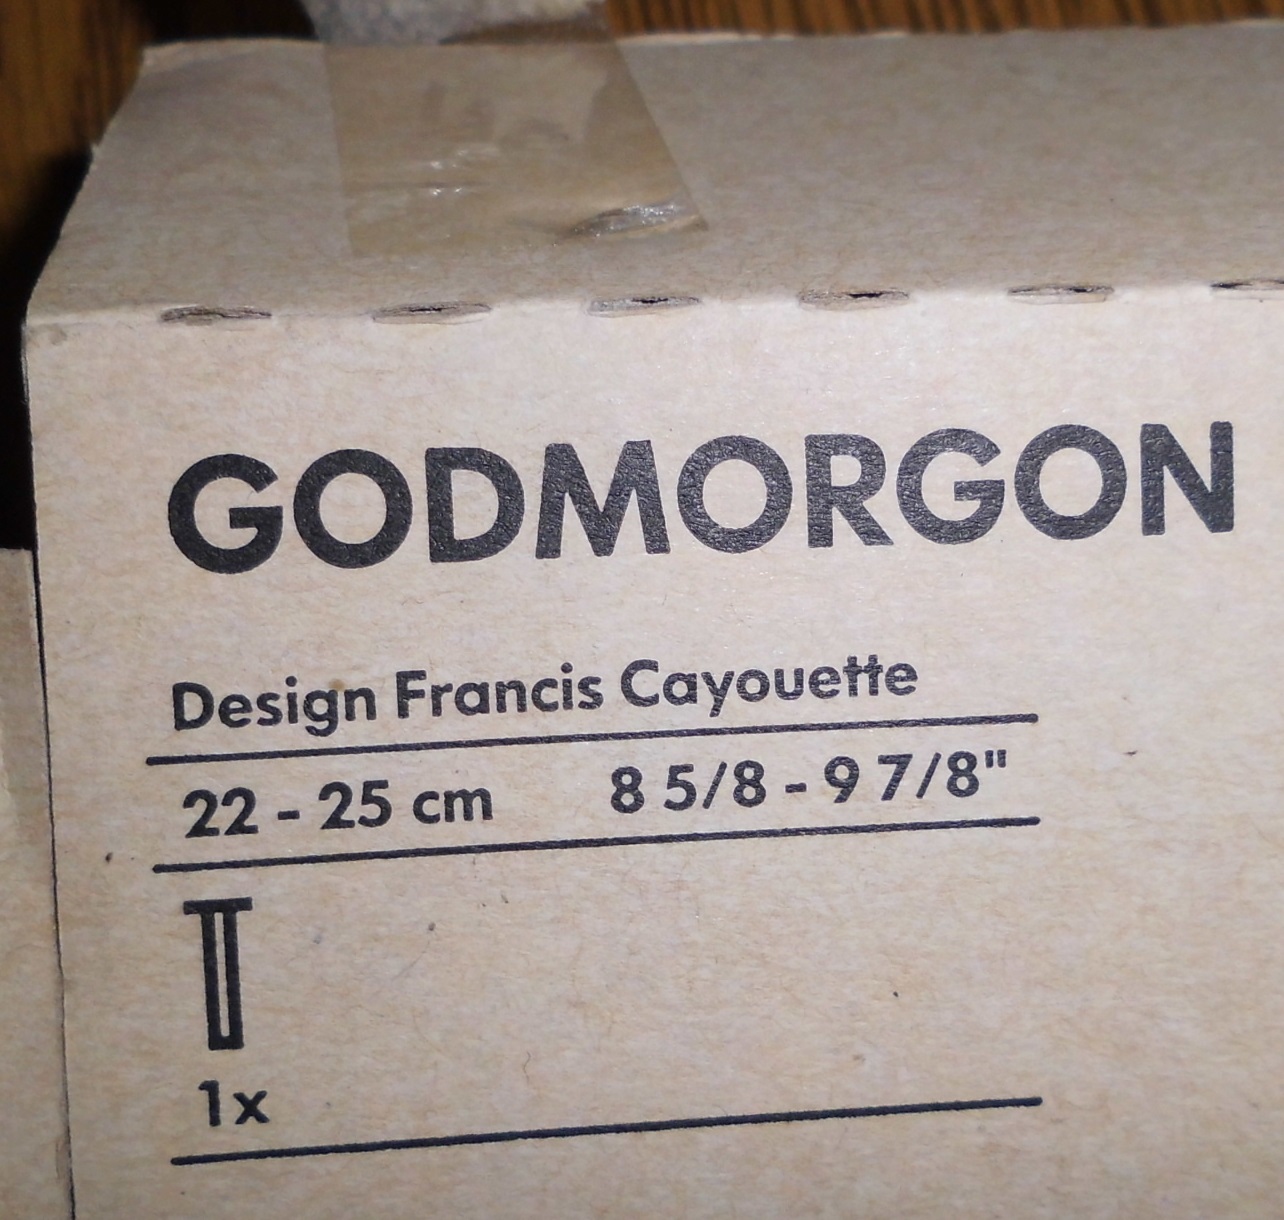 GODMORGON
Design Francis Cayouette
22 - 25 cm 8 5/8 - 9 7/8"
1x